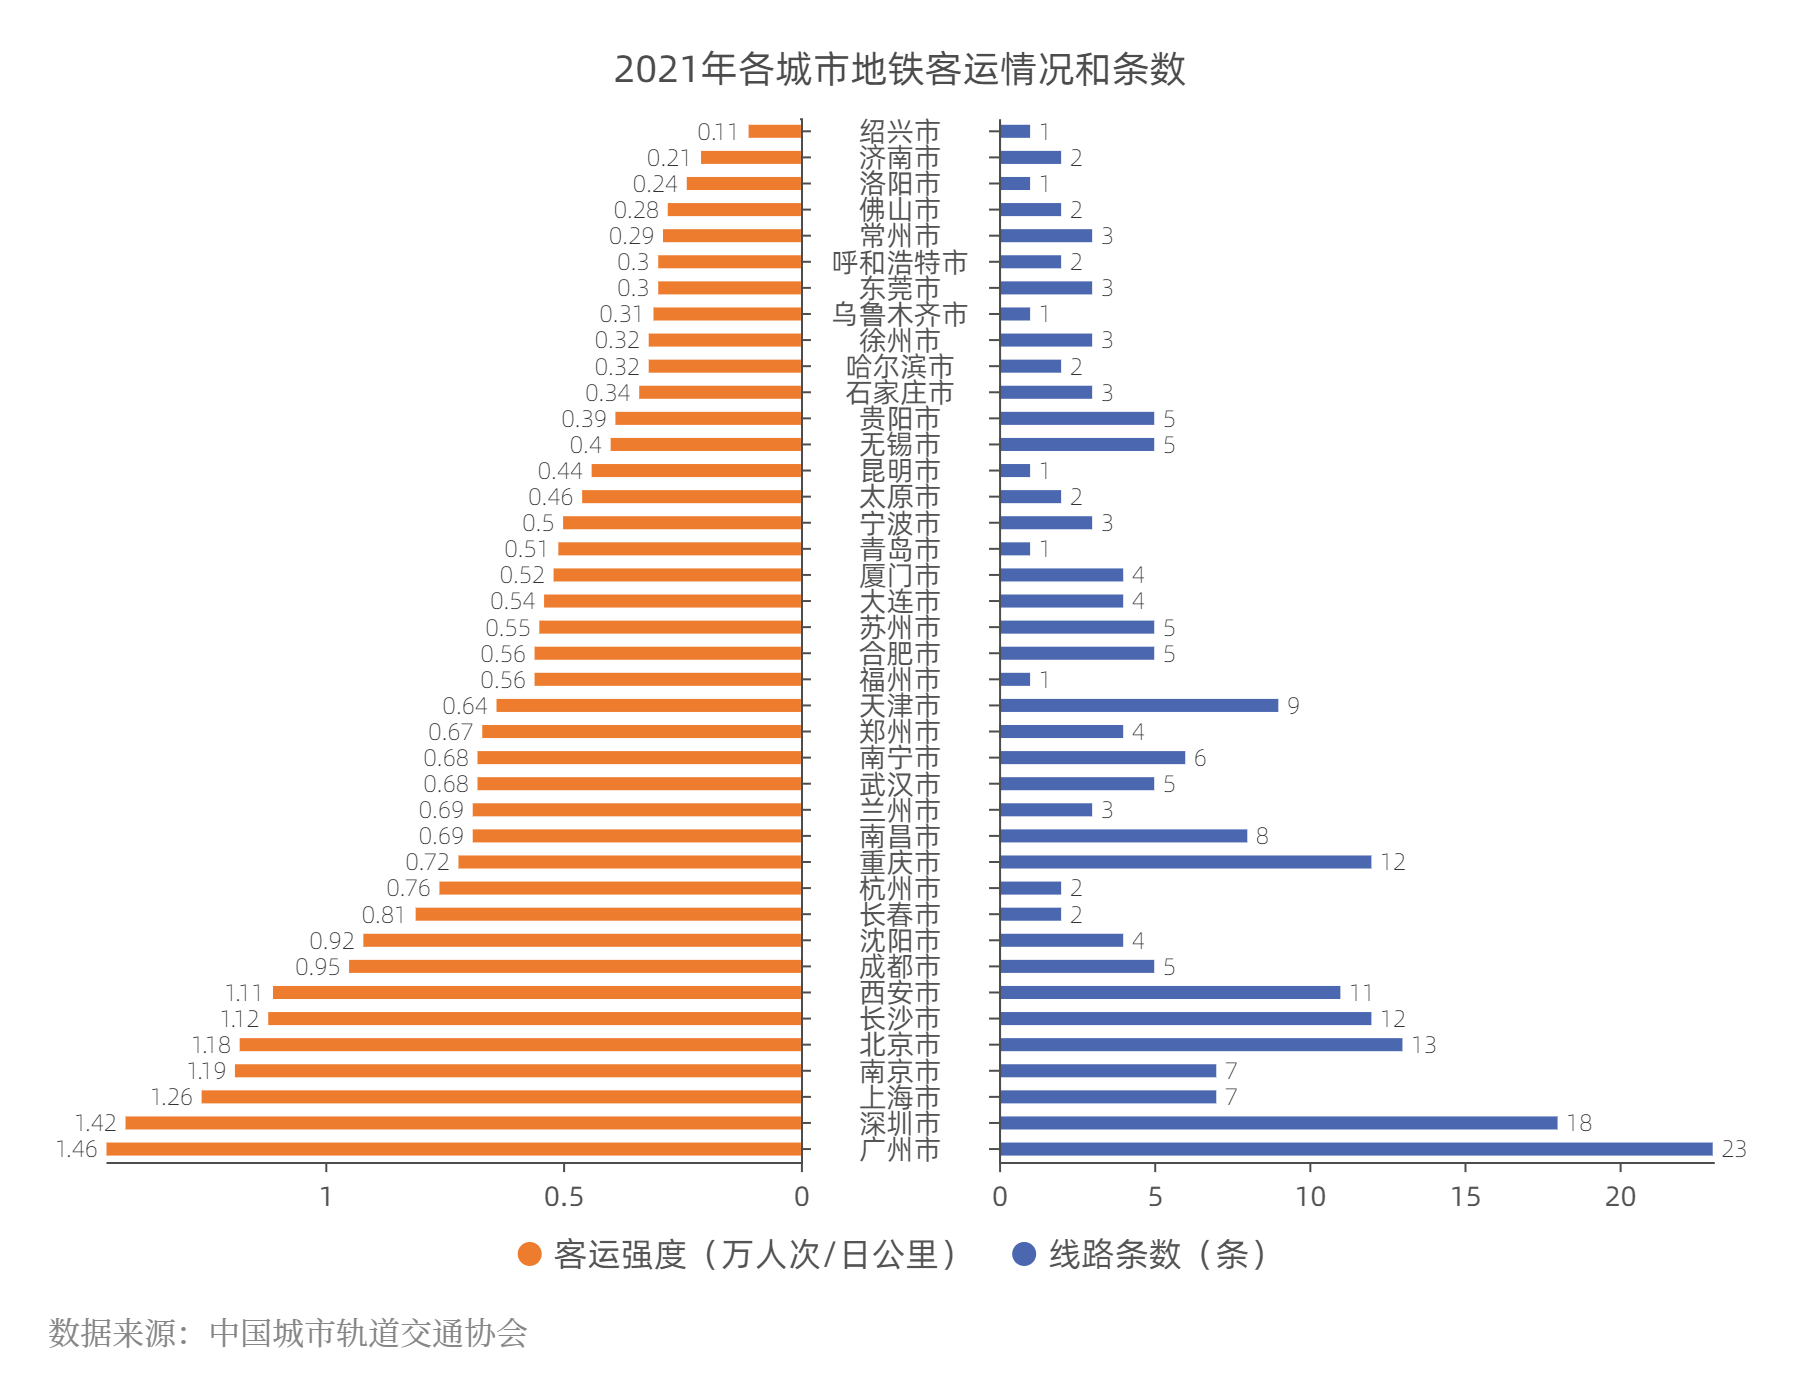 2021年各城市地铁客运情况和条数
0.11 绍兴市 1
0.21 济南市 2
0.24 洛阳市 1
0.28 佛山市 2
0.29 常州市 3
0.3 呼和浩特市 2
0.3 东莞市 3
0.31 乌鲁木齐市 1
0.32 徐州市 3
0.32 哈尔滨市 2
0.34 石家庄市 3
0.39 贵阳市 5
0.4 无锡市 5
0.44 昆明市 1
0.46 太原市 2
0.5 宁波市 3
0.51 青岛市 1
0.52 厦门市 4
0.54 大连市 4
0.55 苏州市 5
0.56 合肥市 5
0.56 福州市 1
0.64 天津市 9
0.67 郑州市 4
0.68 南宁市 6
0.68 武汉市 5
0.69 兰州市 3
0.69 南昌市 8
0.72 重庆市 12
0.76 杭州市 2
0.81 长春市 2
0.92 沈阳市 4
0.95 成都市 5
1.11 西安市 11
1.12 长沙市 12
1.18 北京市 13
1.19 南京市 7
1.26 上海市 7
1.42 深圳市 18
1.46 广州市 23
1 0.5 0 0 5 10 15 20
客运强度（万人次/日公里） 线路条数（条）
数据来源：中国城市轨道交通协会